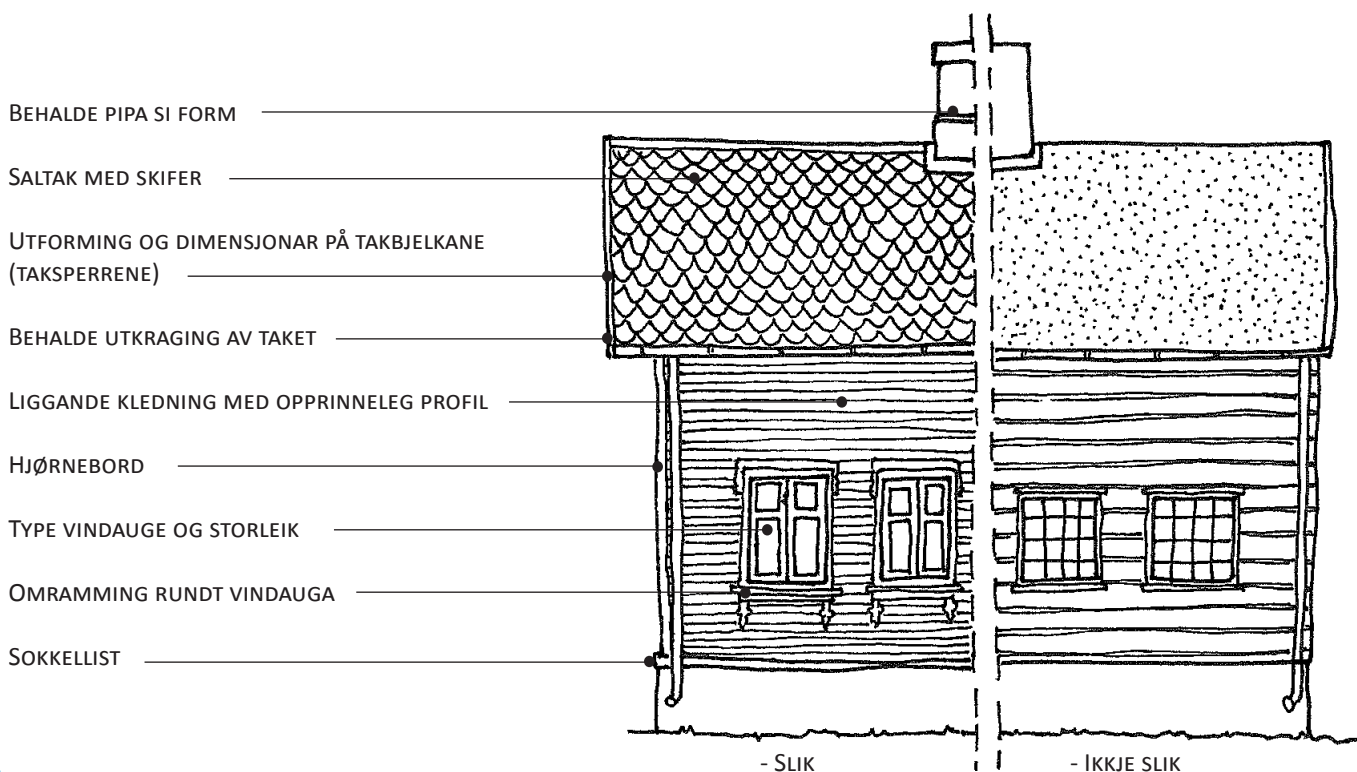 Behalde pipa si form
Saltak med skifer
Utforming og dimensjonar på takbjelkane
(taksperrene)
Behalde utkraging av taket
Liggande kledning med opprinneleg profil
Hjørnebord
Type vindauge og storleik
Omramming rundt vindauga
Sokkellist
- Slik
- Ikkje slik